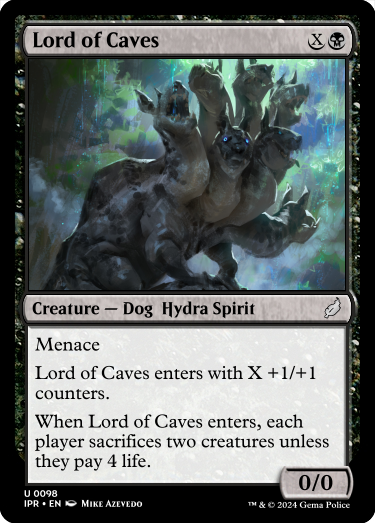 Lord of Caves X
Creature — Dog Hydra Spirit
Menace
Lord of Caves enters with X +1/+1
counters.
When Lord of Caves enters, each
player sacrifices two creatures unless
they pay 4 life.
0/0
U 0098
IPR • EN Mike Azevedo
™ & © 2024 Gema Police